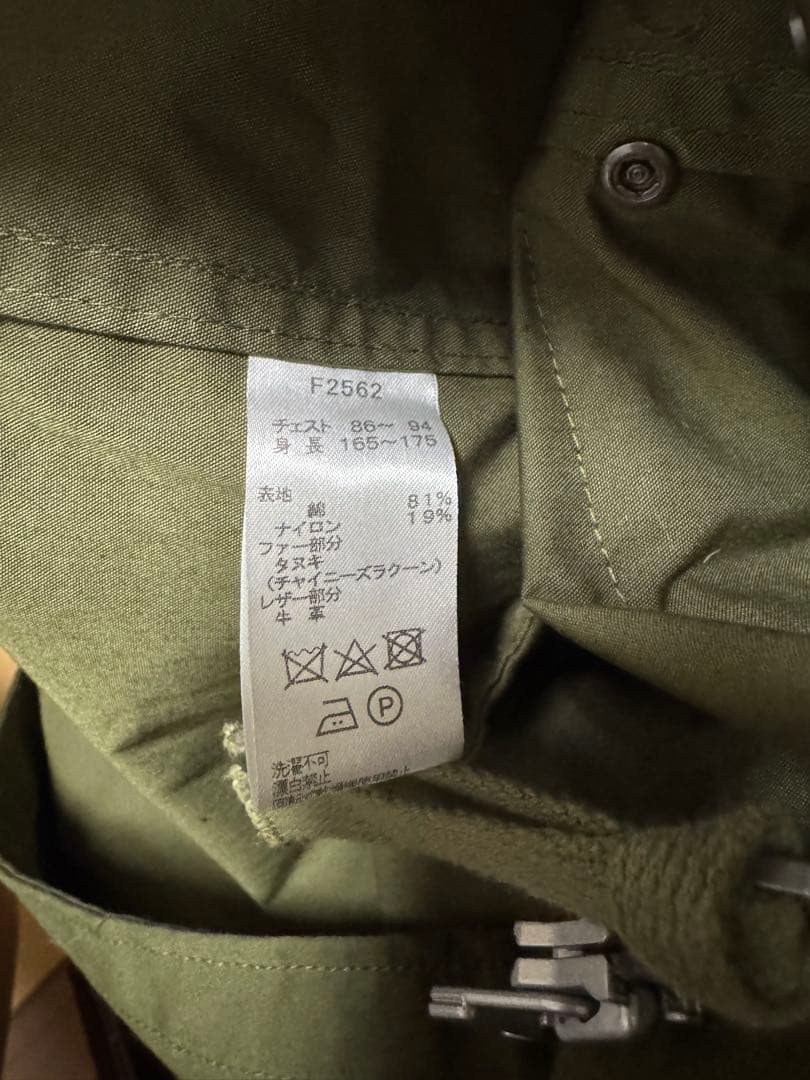 F2562
チェスト 86～ 94
身 長 165～175
表地
綿 81%
ナイロン 19%
ファー部分
タヌキ
(チャイニーズラクーン)
レザー部分
牛 革
P
洗濯不可
漂白禁止